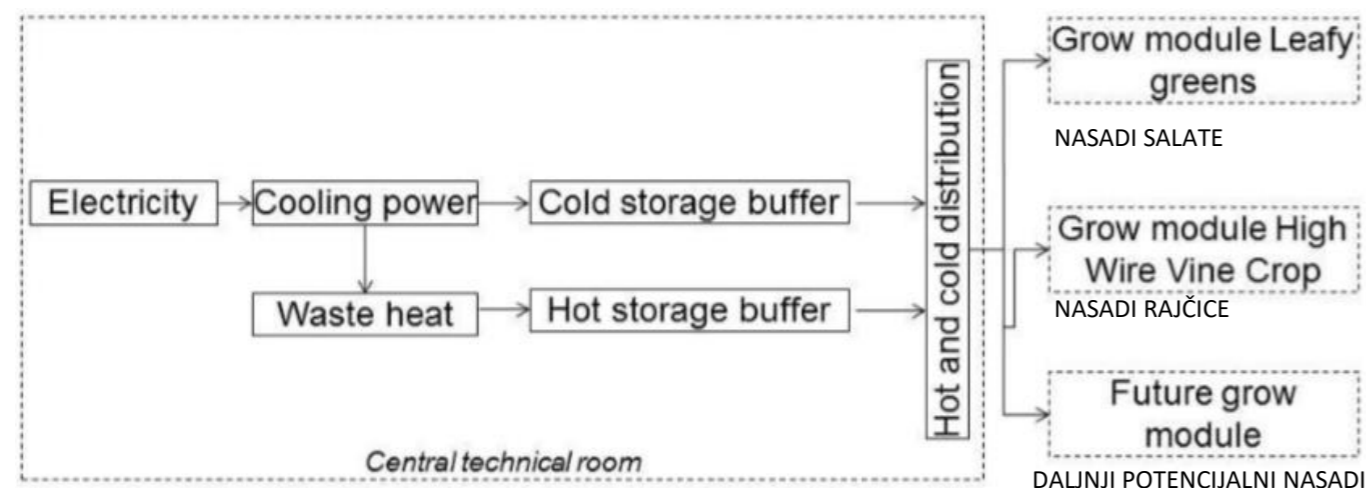 Electricity
Cooling power
Cold storage buffer
Waste heat
Hot storage buffer
Hot and cold distribution
Central technical room
Grow module Leafy
greens
NASADI SALATE
Grow module High
Wire Vine Crop
NASADI RAJČICE
Future grow
module
DALJNJI POTENCIJALNI NASADI